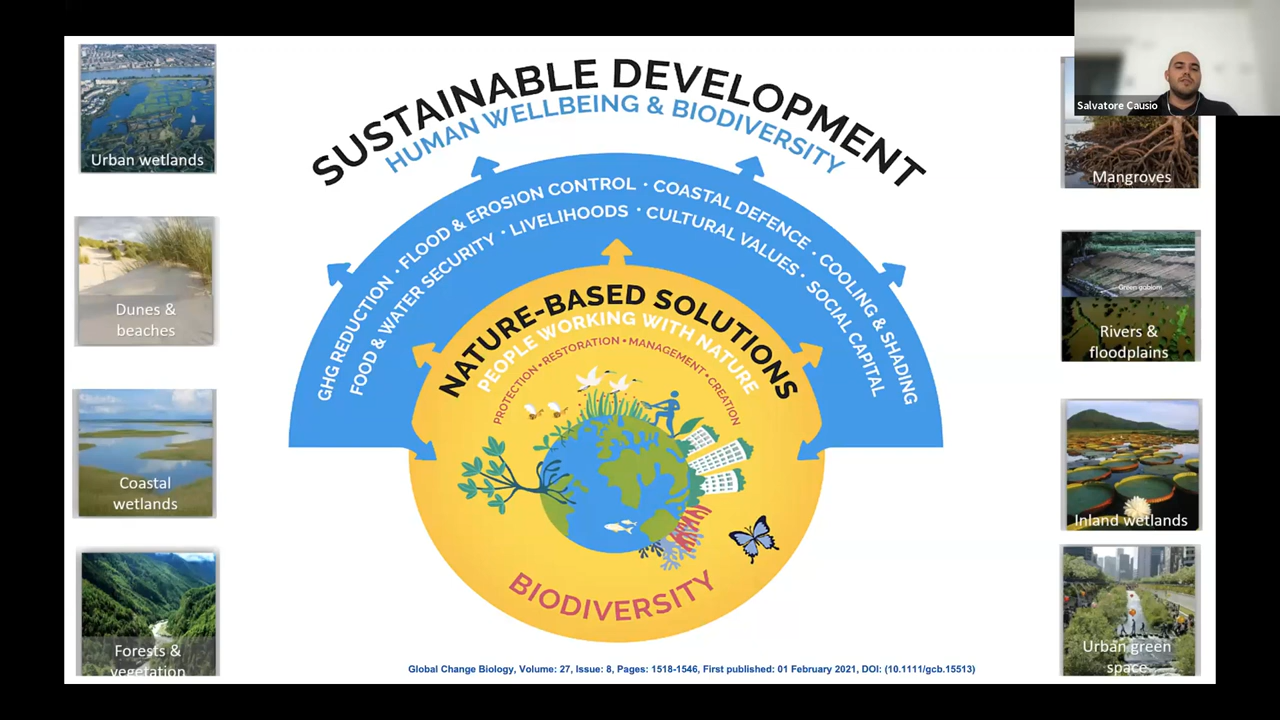 Urban wetlands
Dunes &
beaches
Coastal
wetlands
Forests &
vegetation
SUSTAINABLE DEVELOPMENT
HUMAN WELLBEING & BIODIVERSITY
GHG REDUCTION · FLOOD & EROSION CONTROL · COASTAL DEFENCE · COOLING & SHADING
FOOD & WATER SECURITY · LIVELIHOODS · CULTURAL VALUES · SOCIAL CAPITAL
NATURE-BASED SOLUTIONS
PEOPLE WORKING WITH NATURE
PROTECTION • RESTORATION • MANAGEMENT • CREATION
BIODIVERSITY
Global Change Biology, Volume: 27, Issue: 8, Pages: 1518-1546, First published: 01 February 2021, DOI: (10.1111/gcb.15513)
Salvatore Causio
Mangroves
Green gabions
Rivers &
floodplains
Inland wetlands
Urban green
space